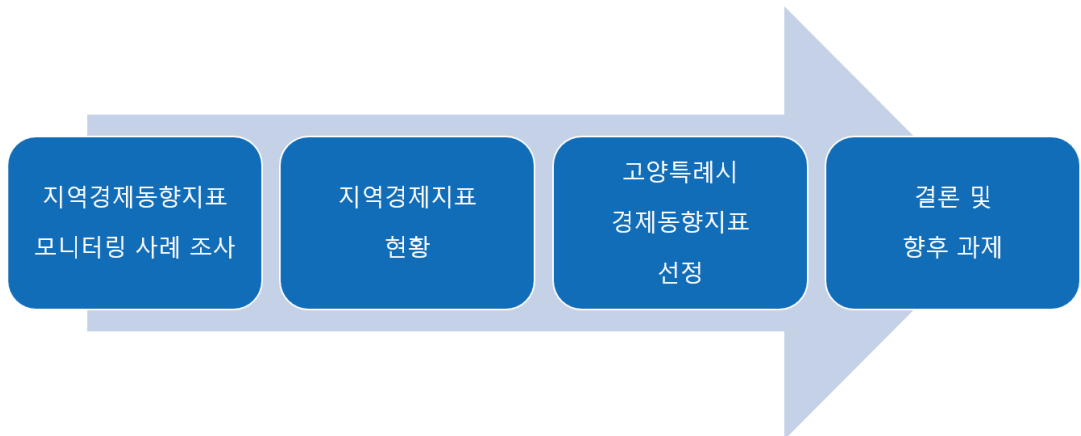 지역경제동향지표
모니터링 사례 조사
지역경제지표
현황
고양특례시
경제동향지표
선정
결론 및
향후 과제